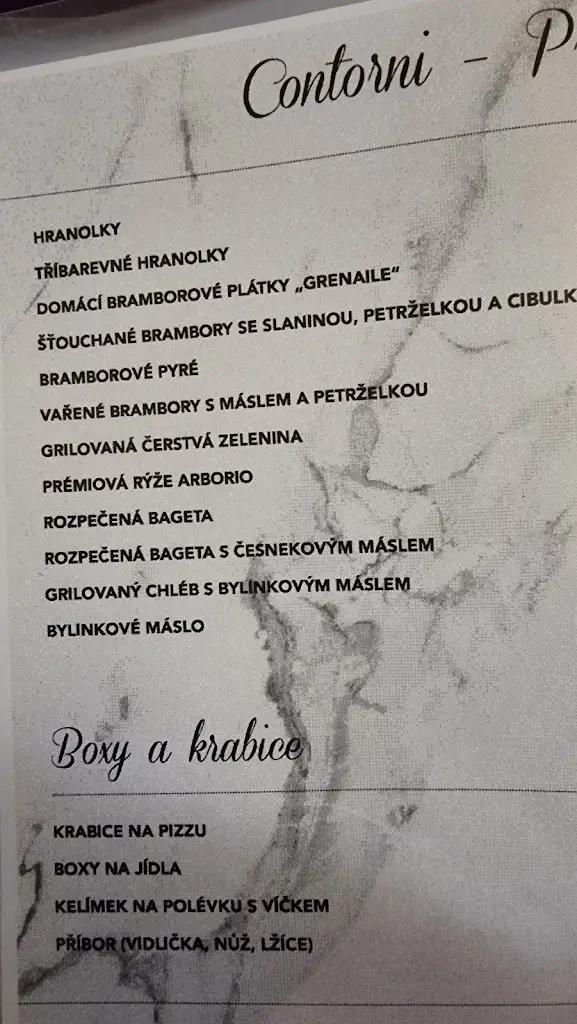 Contorni - P
HRANOLKY
TŘÍBAREVNÉ HRANOLKY
DOMÁCÍ BRAMBOROVÉ PLÁTKY „GRENAILE“
ŠŤOUCHANÉ BRAMBORY SE SLANINOU, PETRŽELKOU A CIBULK
BRAMBOROVÉ PYRÉ
VAŘENÉ BRAMBORY S MÁSLEM A PETRŽELKOU
GRILOVANÁ ČERSTVÁ ZELENINA
PRÉMIOVÁ RÝŽE ARBORIO
ROZPEČENÁ BAGETA
ROZPEČENÁ BAGETA S ČESNEKOVÝM MÁSLEM
GRILOVANÝ CHLÉB S BYLINKOVÝM MÁSLEM
BYLINKOVÉ MÁSLO
Boxy a krabice
KRABICE NA PIZZU
BOXY NA JÍDLA
KELÍMEK NA POLÉVKU S VÍČKEM
PŘÍBOR (VIDLIČKA, NŮŽ, LŽÍCE)